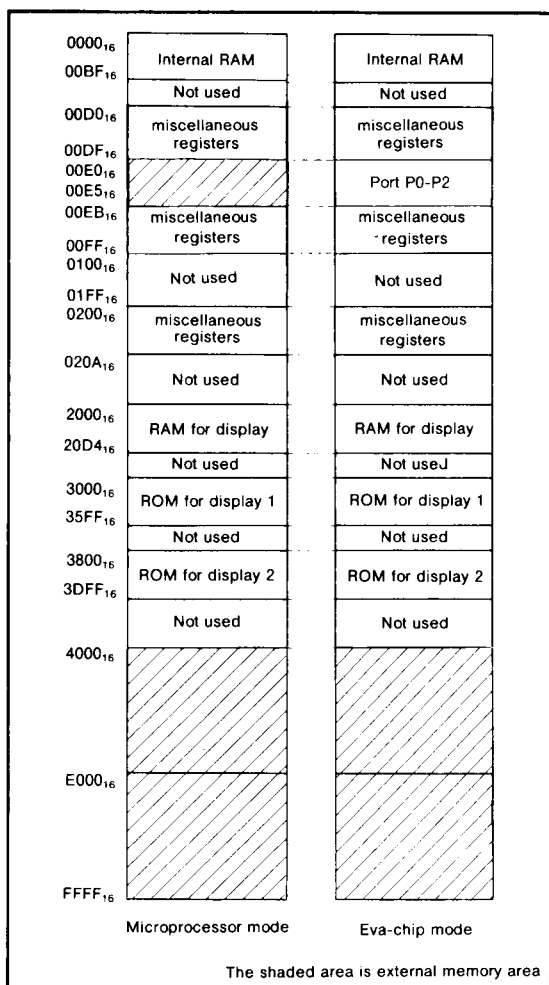 0000₁₆
Internal RAM Internal RAM
00BF₁₆
Not used Not used
00D0₁₆
miscellaneous registers miscellaneous registers
00DF₁₆
00E0₁₆
Port P0-P2
00E5₁₆
00EB₁₆
miscellaneous registers miscellaneous registers
00FF₁₆
0100₁₆
Not used Not used
01FF₁₆
0200₁₆
miscellaneous registers miscellaneous registers
020A₁₆
Not used Not used
2000₁₆
RAM for display RAM for display
20D4₁₆
Not used Not used
3000₁₆
ROM for display 1 ROM for display 1
35FF₁₆
Not used Not used
3800₁₆
ROM for display 2 ROM for display 2
3DFF₁₆
Not used Not used
4000₁₆
E000₁₆
FFFF₁₆
Microprocessor mode Eva-chip mode
The shaded area is external memory area